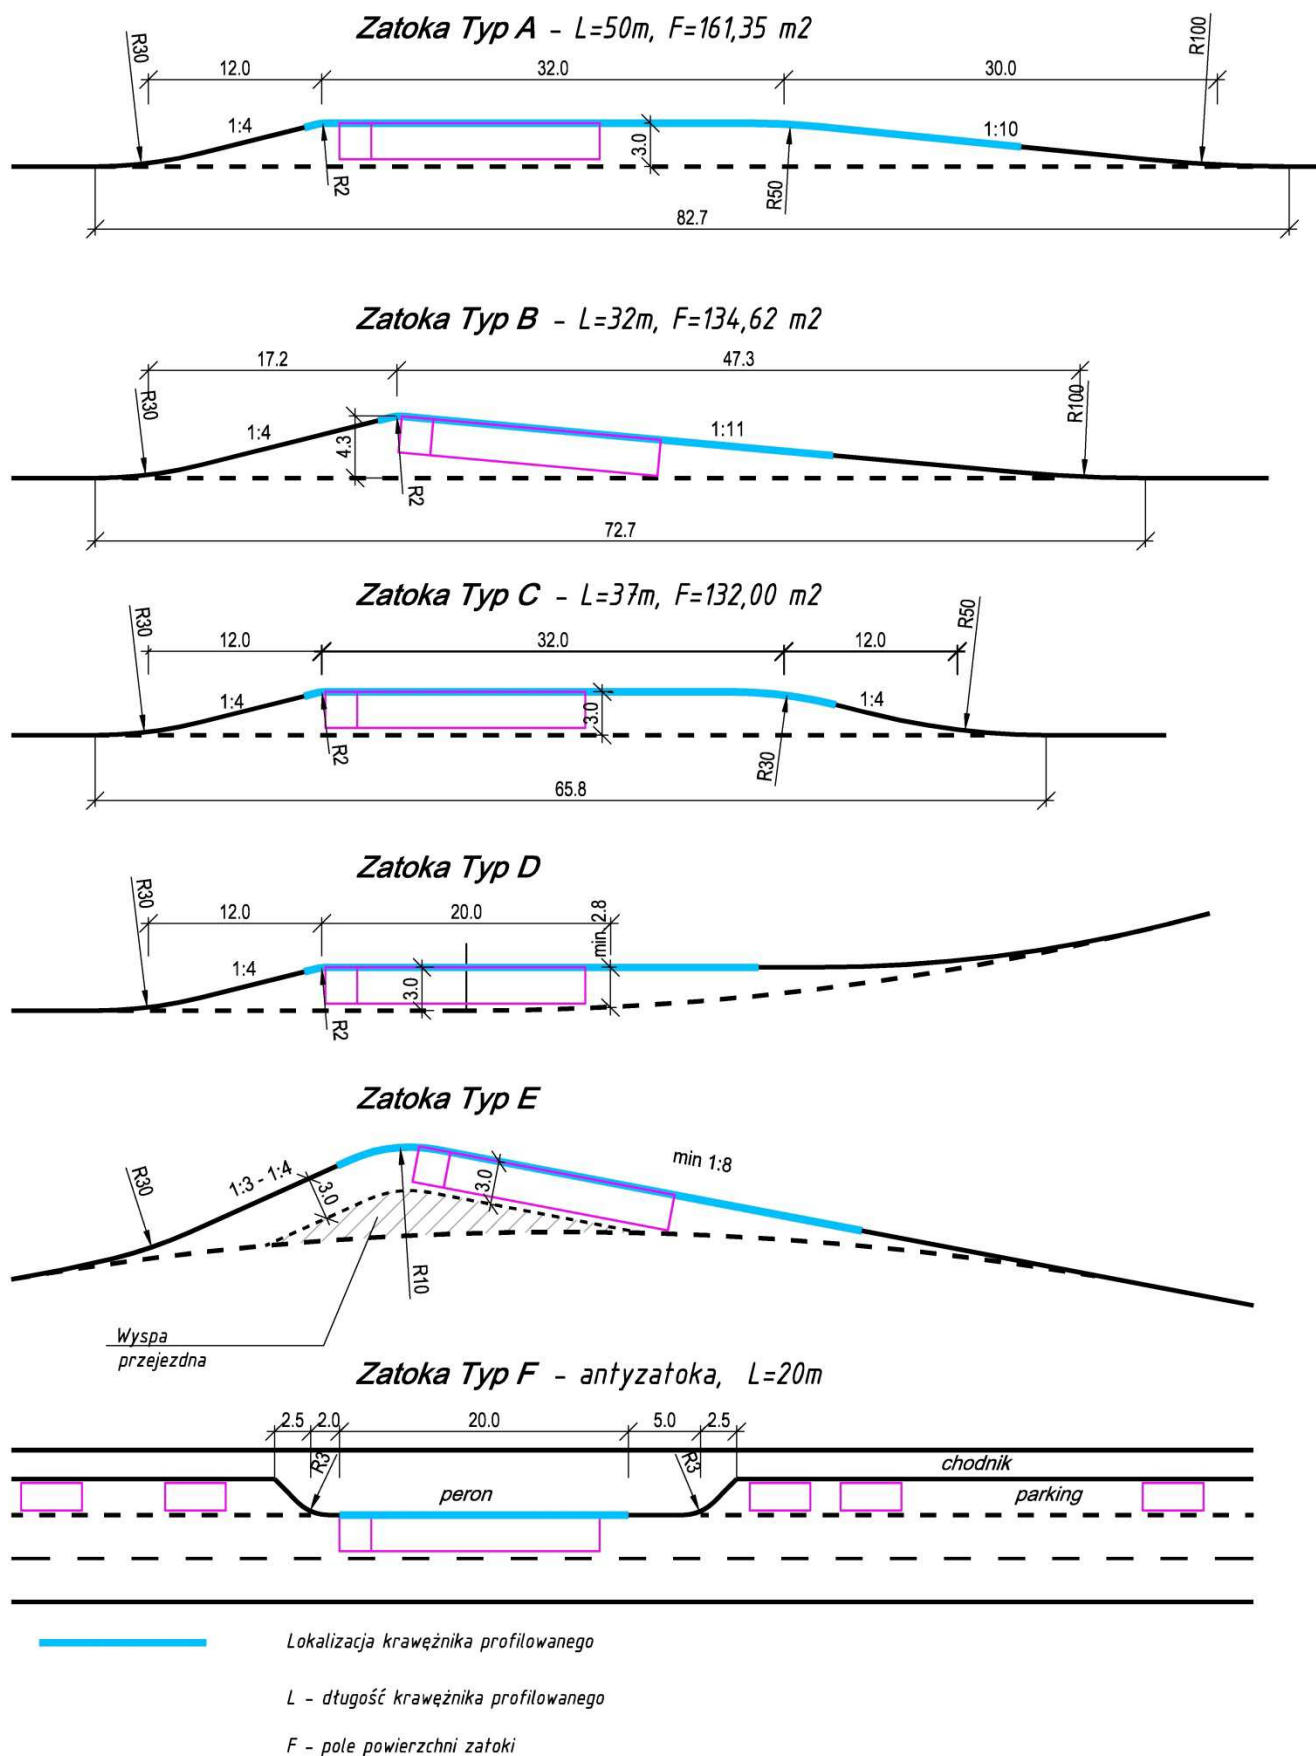 Zatoka Typ A - L=50m, F=161,35 m2
R30
R100
12.0
32.0
30.0
1:4
3.0
1:10
R2
R50
82.7
Zatoka Typ B - L=32m, F=134,62 m2
17.2
47.3
R30
R100
1:4
4.3
1:11
R2
72.7
Zatoka Typ C - L=37m, F=132,00 m2
R30
R50
12.0
32.0
12.0
1:4
3.0
1:4
R2
R30
65.8
Zatoka Typ D
R30
12.0
20.0
min 2.8
1:4
3.0
R2
Zatoka Typ E
R30
1:3 - 1:4
3.0
3.0
min 1:8
R10
Wyspa
przejezdna
Zatoka Typ F - antyzatoka, L=20m
2.5
2.0
20.0
5.0
2.5
R3
R3
chodnik
peron
parking
Lokalizacja krawężnika profilowanego
L - długość krawężnika profilowanego
F - pole powierzchni zatoki